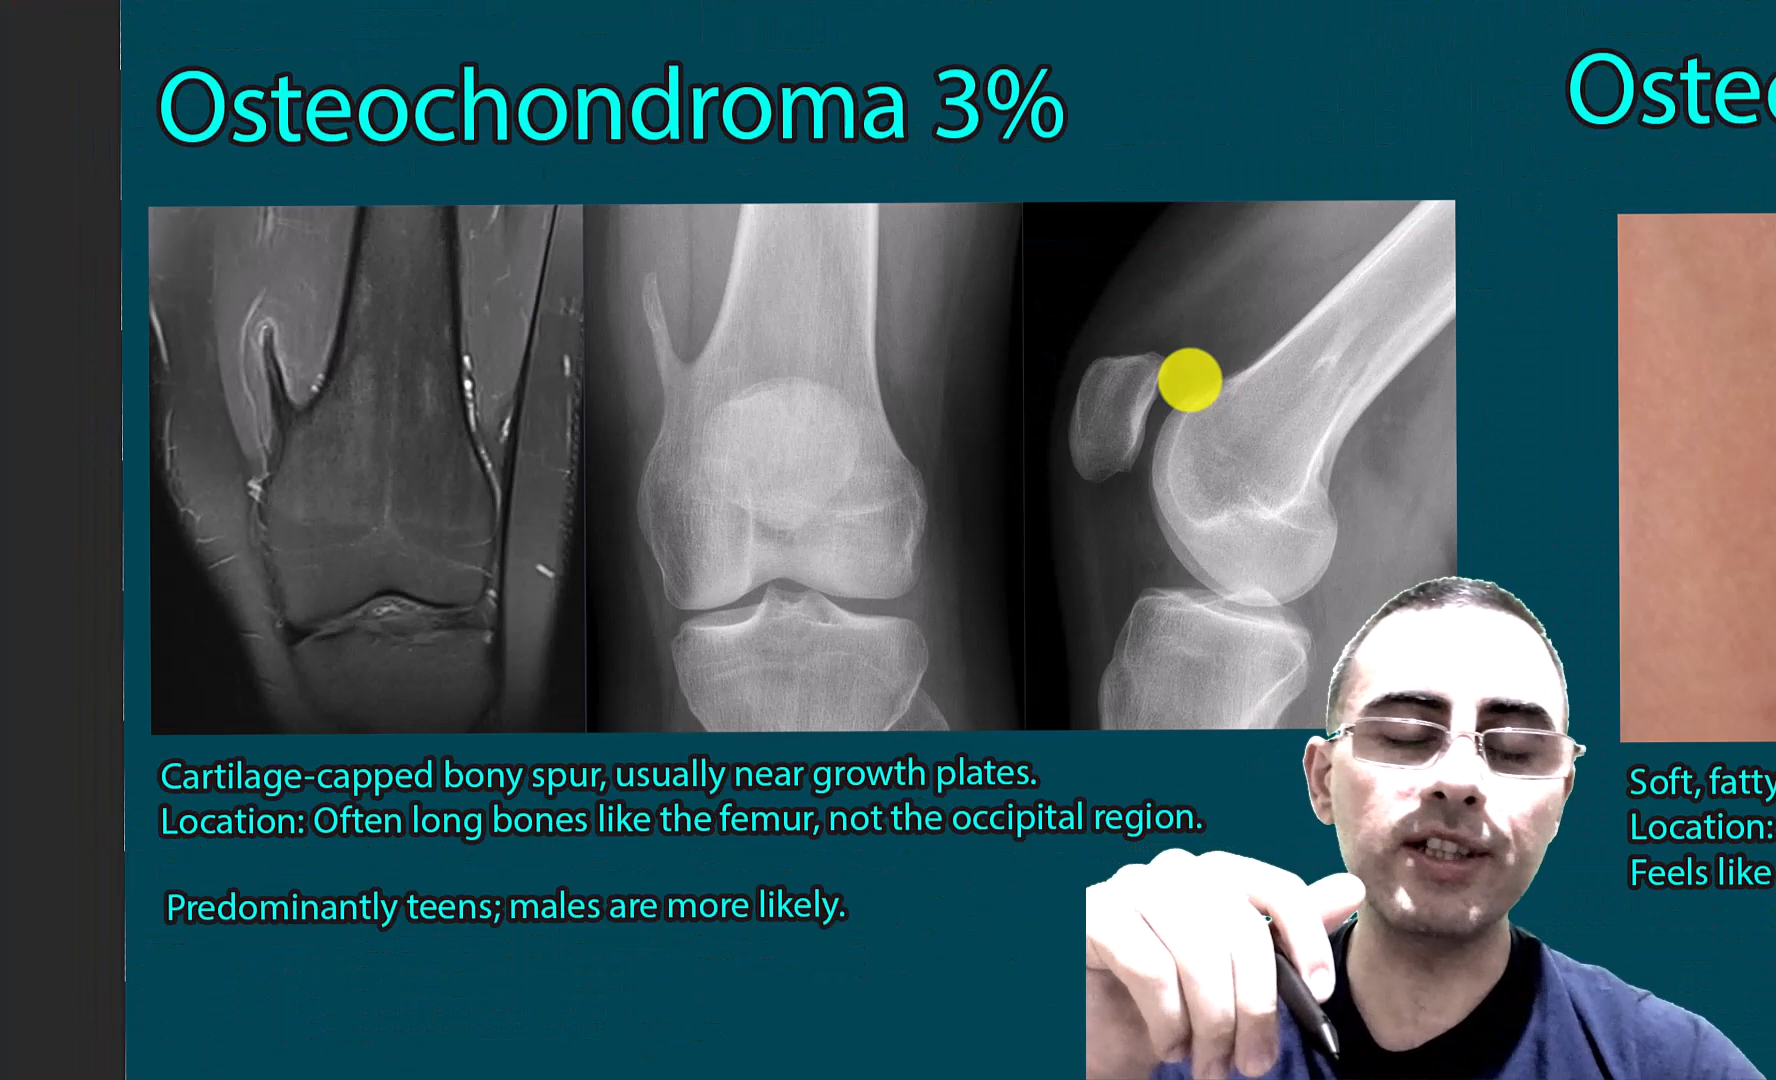 Osteochondroma 3%
Cartilage-capped bony spur, usually near growth plates.
Location: Often long bones like the femur, not the occipital region.
Predominantly teens; males are more likely.
Soft, fatty
Location:
Feels like